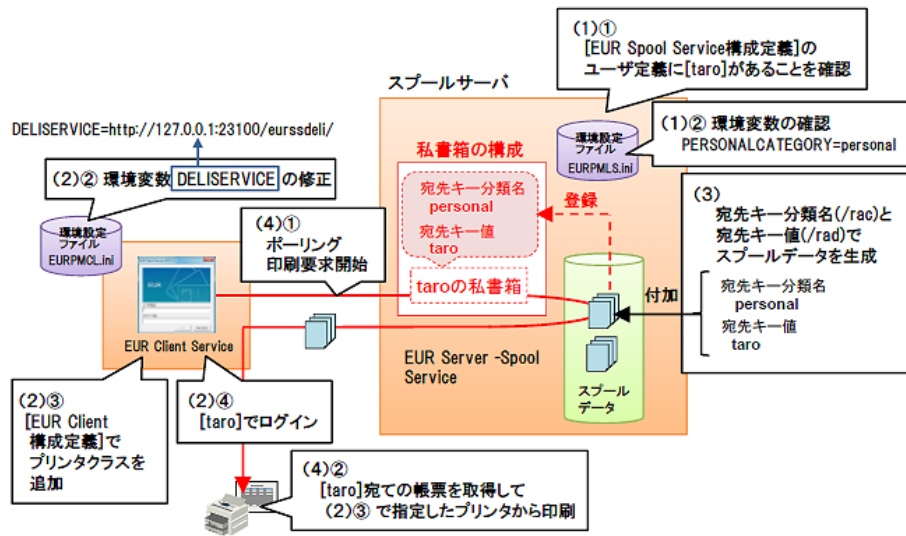 (1)①
[EUR Spool Service構成定義]の
ユーザ定義に[taro]があることを確認
スプールサーバ
DELISERVICE=http://127.0.0.1:23100/eurssdeli/
環境設定
ファイル
EURPMLS.ini
(1)② 環境変数の確認
PERSONALCATEGORY=personal
私書箱の構成
(2)② 環境変数 DELISERVICE の修正
宛先キー分類名
personal
宛先キー値
taro
登録
(3)
宛先キー分類名(/rac)と
宛先キー値(/rad)で
スプールデータを生成
環境設定
ファイル
EURPMCL.ini
(4)①
ポーリング
印刷要求開始
taroの私書箱
付加
宛先キー分類名
personal
宛先キー値
taro
EUR Client Service
EUR Server -Spool
Service
スプール
データ
(2)③
[EUR Client
構成定義]で
プリンタクラスを
追加
(2)④
[taro]でログイン
(4)②
[taro]宛ての帳票を取得して
(2)③ で指定したプリンタから印刷